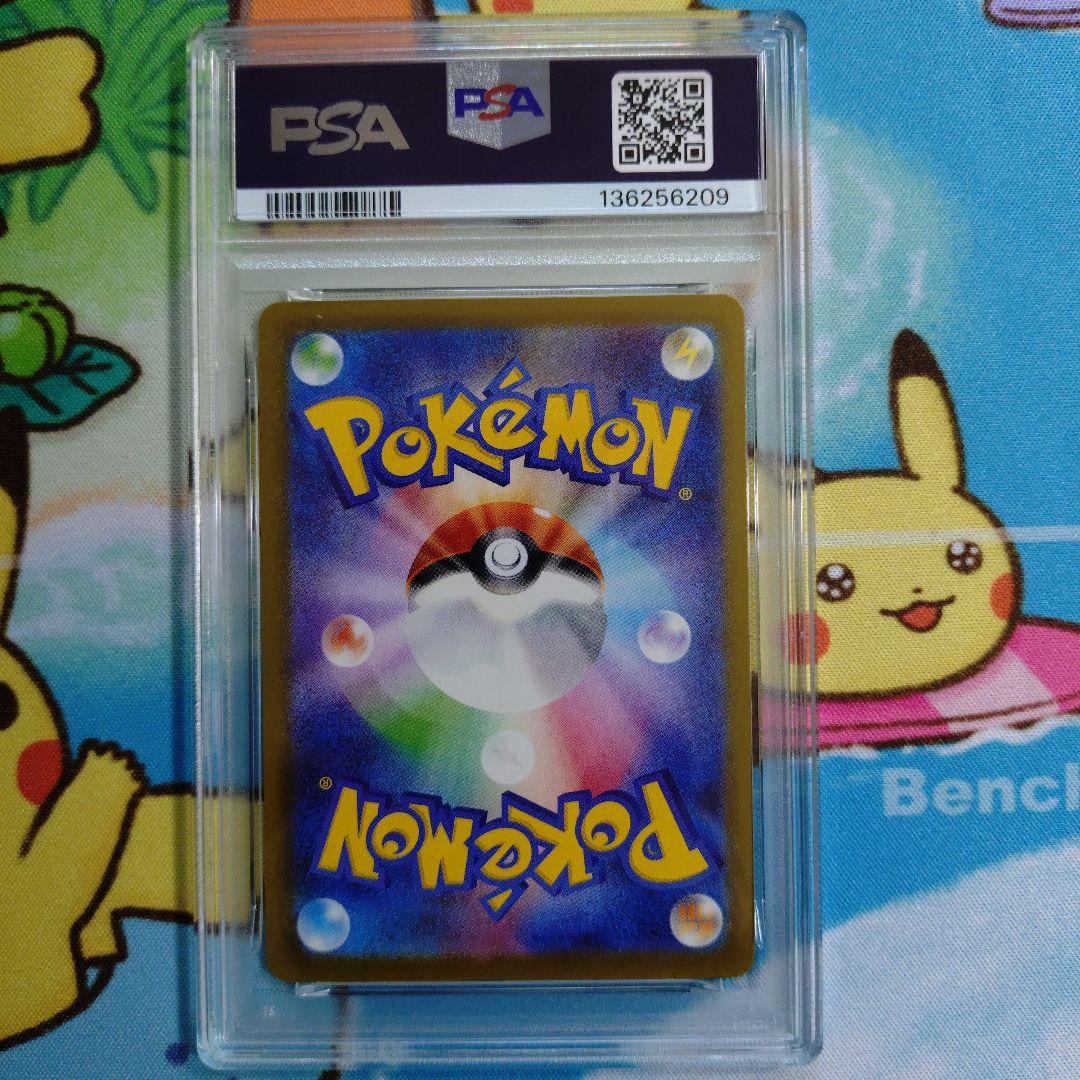 PSA
PSA
136256209
POKéMON
®
®
POKéMON
Bench